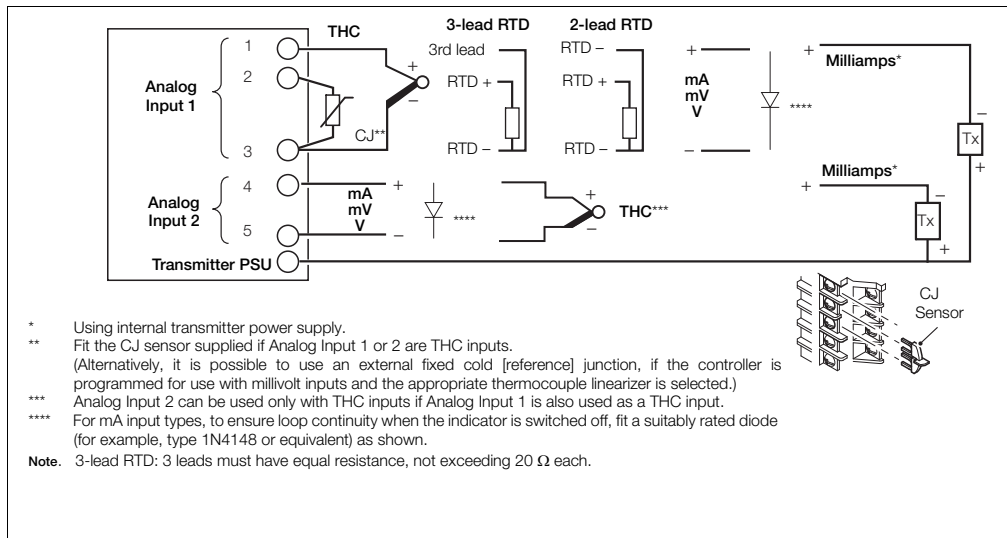 THC
3-lead RTD
2-lead RTD
Analog
Input 1
1
2
3
CJ**
+
–
3rd lead
RTD +
RTD –
RTD –
RTD +
RTD –
+
mA
mV
V
–
****
+
Milliamps*
–
Tx
+
Analog
Input 2
4
5
mA
mV
V
+
–
****
+
–
THC***
Milliamps*
+
–
Tx
+
Transmitter PSU
CJ
Sensor
* Using internal transmitter power supply.
** Fit the CJ sensor supplied if Analog Input 1 or 2 are THC inputs.
(Alternatively, it is possible to use an external fixed cold [reference] junction, if the controller is
programmed for use with millivolt inputs and the appropriate thermocouple linearizer is selected.)
*** Analog Input 2 can be used only with THC inputs if Analog Input 1 is also used as a THC input.
**** For mA input types, to ensure loop continuity when the indicator is switched off, fit a suitably rated diode
(for example, type 1N4148 or equivalent) as shown.
Note. 3-lead RTD: 3 leads must have equal resistance, not exceeding 20 Ω each.